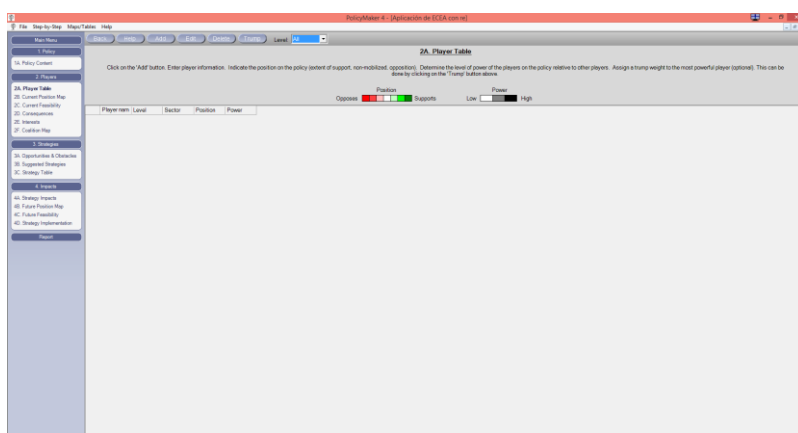 PolicyMaker 4 - [Aplicación de ECEA con re]
File Step-by-Step Maps/Tables Help
Main Menu
1. Policy
1A. Policy Content
2. Players
2A. Player Table
2B. Current Position Map
2C. Current Feasibility
2D. Consequences
2E. Interests
2F. Coalition Map
3. Strategies
3A. Opportunities & Obstacles
3B. Suggested Strategies
3C. Strategy Table
4. Impacts
4A. Strategy Impacts
4B. Future Position Map
4C. Future Feasibility
4D. Strategy Implementation
Report
Back Help Add Edit Delete Trump Level All
2A. Player Table
Click on the 'Add' button. Enter player information. Indicate the position on the policy (extent of support, non-mobilized, opposition). Determine the level of power of the players on the policy relative to other players. Assign a trump weight to the most powerful player (optional). This can be
done by clicking on the 'Trump' button above.
Position Power
Opposes Supports Low High
Player nam Level Sector Position Power